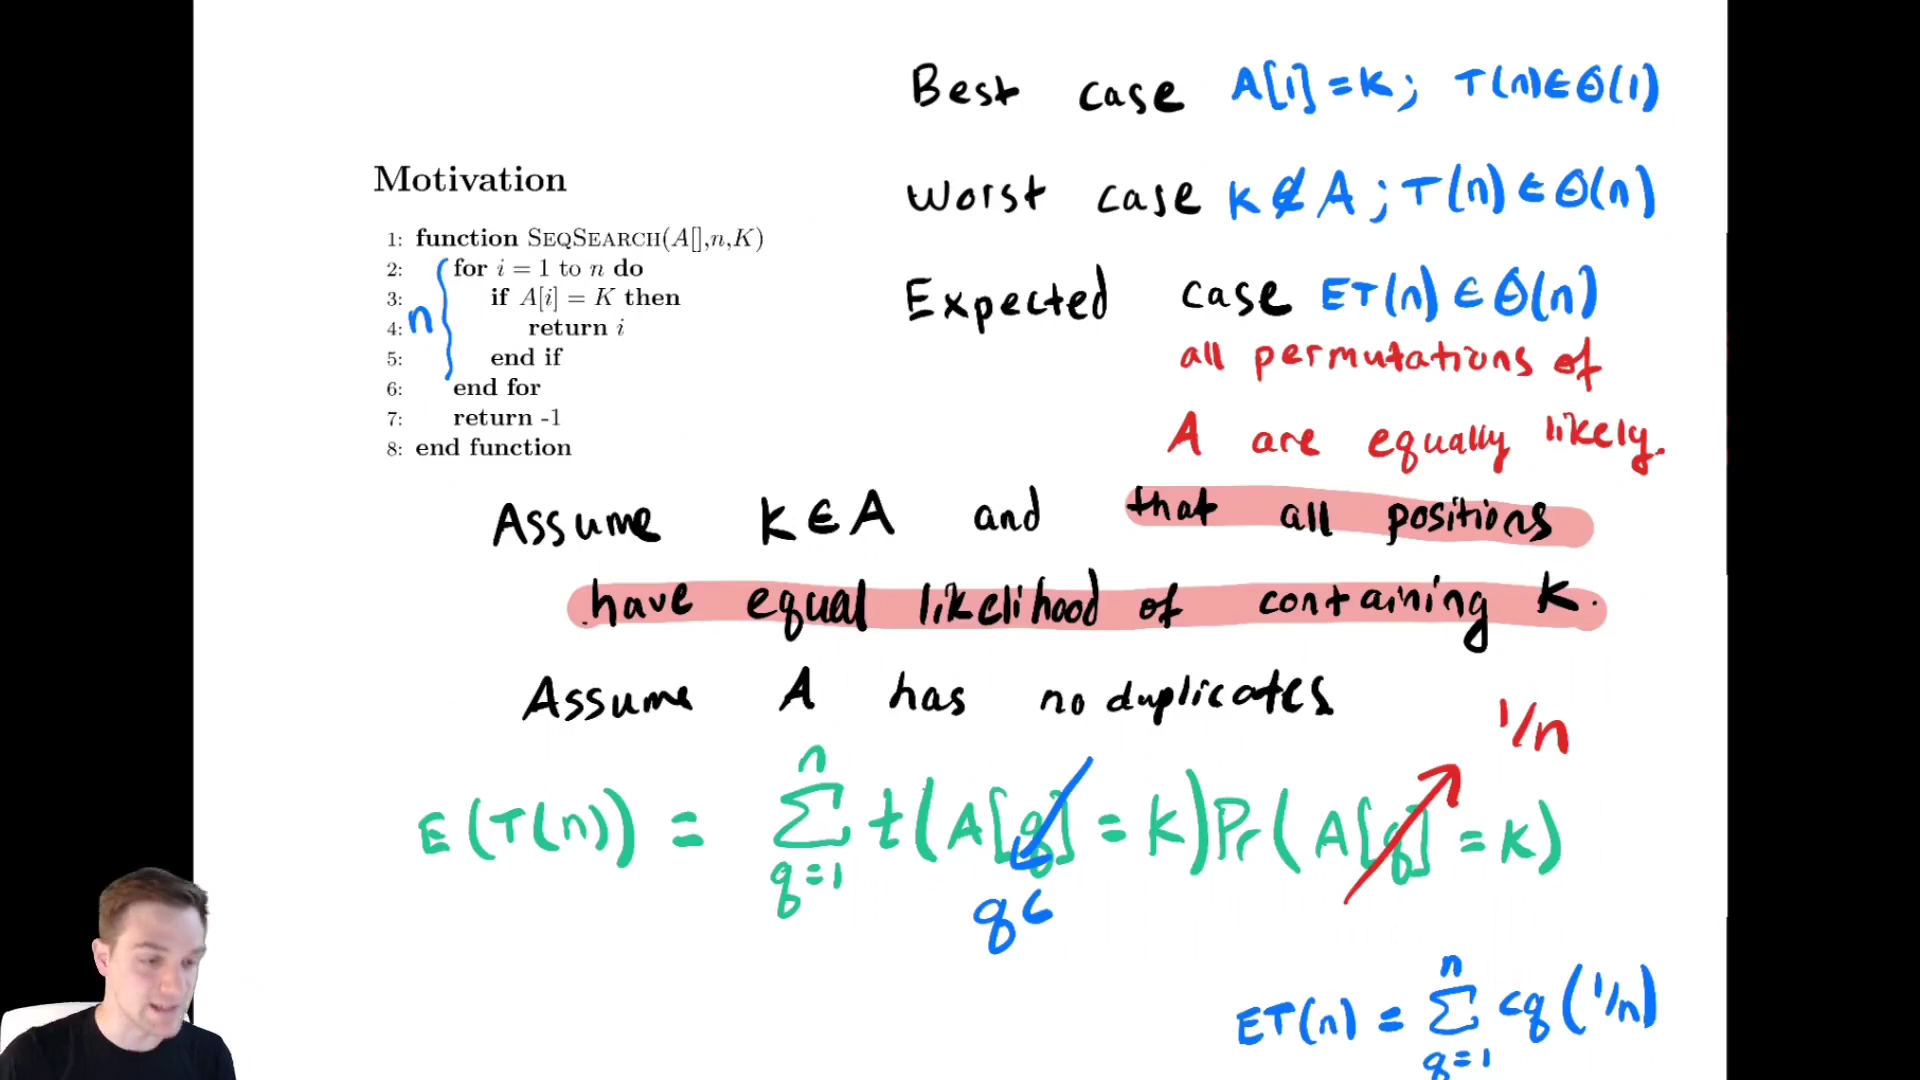 Best case A[1]=K; T(n)∈Θ(1)
Worst case K∉A; T(n)∈Θ(n)
Expected case ET(n)∈Θ(n)
all permutations of
A are equally likely.
Motivation
1: function SEQSEARCH(A[],n,K)
2: for i = 1 to n do
3: if A[i] = K then
4: return i
5: end if
6: end for
7: return -1
8: end function
n
Assume K∈A and that all positions
have equal likelihood of containing K.
Assume A has no duplicates
1/n
E(T(n)) = n Σ q=1 t(A[q]=K)Pr(A[q]=K)
qc
ET(n) = n Σ q=1 cq(1/n)